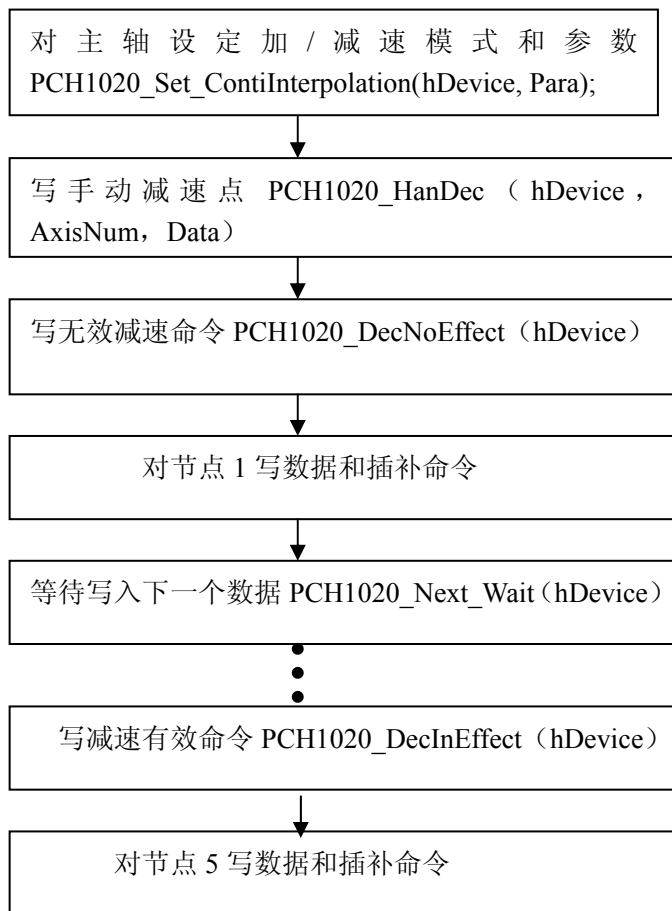 对主轴设定加/减速模式和参数
PCH1020_Set_ContiInterpolation(hDevice, Para);
写手动减速点 PCH1020_HanDec（hDevice，
AxisNum，Data）
写无效减速命令 PCH1020_DecNoEffect（hDevice）
对节点 1 写数据和插补命令
等待写入下一个数据 PCH1020_Next_Wait（hDevice）
写减速有效命令 PCH1020_DecInEffect（hDevice）
对节点 5 写数据和插补命令